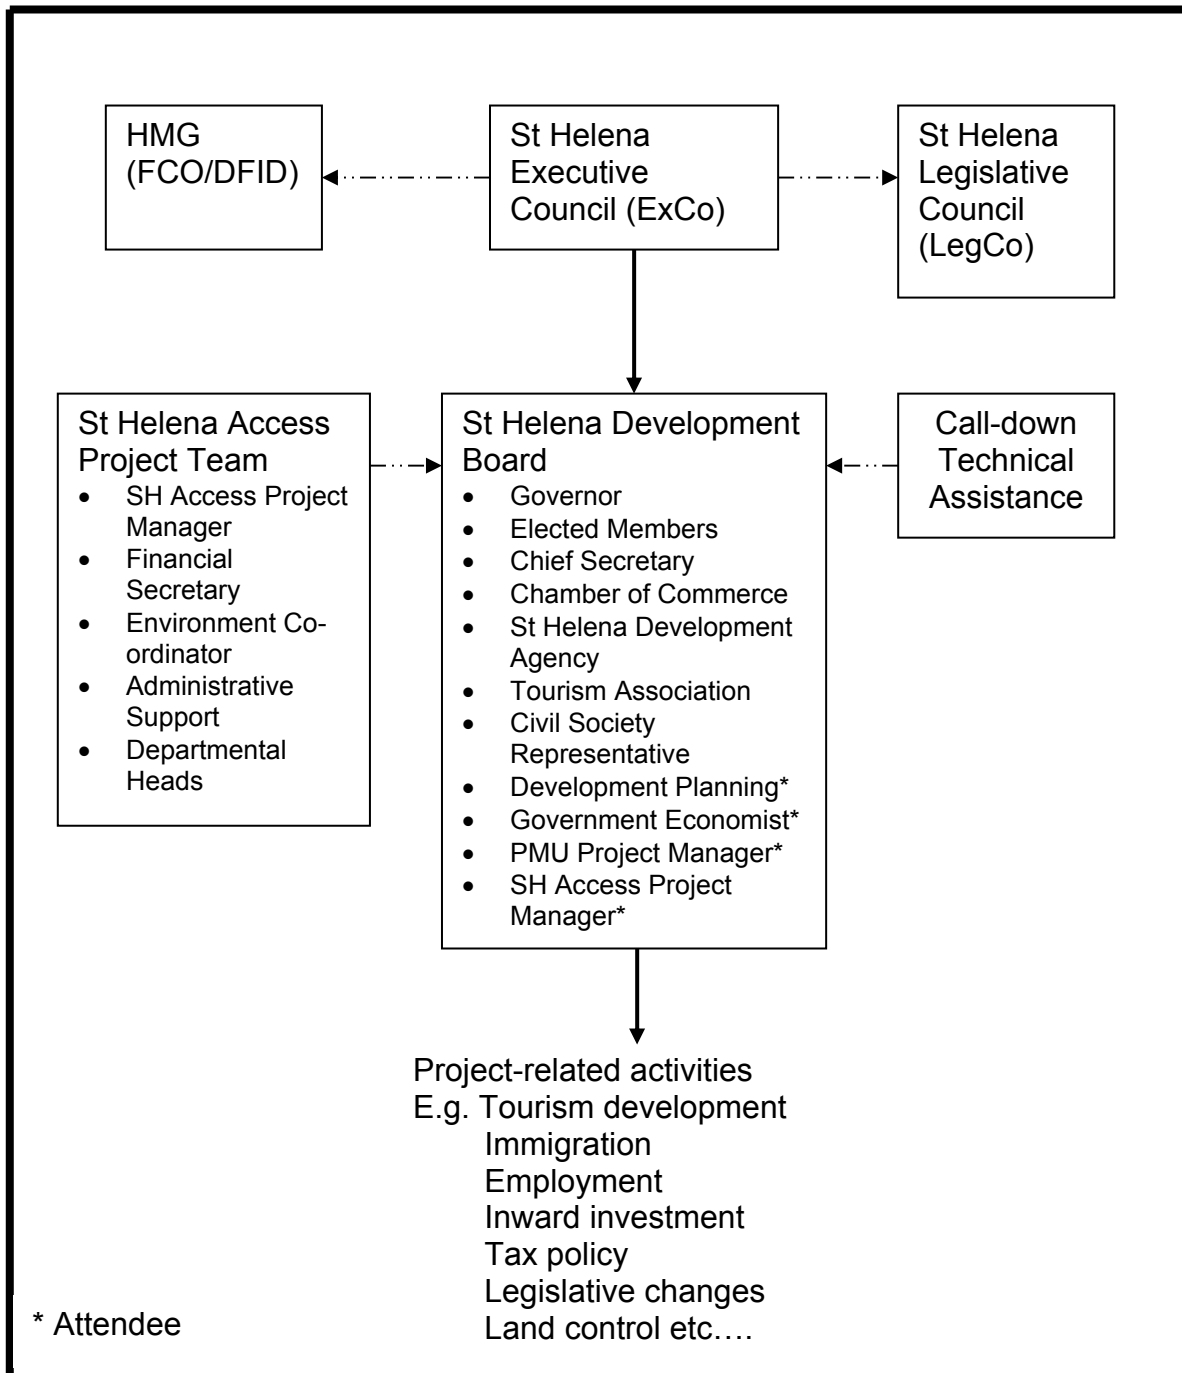 HMG
(FCO/DFID)
St Helena
Executive
Council (ExCo)
St Helena
Legislative
Council
(LegCo)
St Helena Access
Project Team
• SH Access Project
Manager
• Financial
Secretary
• Environment Co-
ordinator
• Administrative
Support
• Departmental
Heads
St Helena Development
Board
• Governor
• Elected Members
• Chief Secretary
• Chamber of Commerce
• St Helena Development
Agency
• Tourism Association
• Civil Society
Representative
• Development Planning*
• Government Economist*
• PMU Project Manager*
• SH Access Project
Manager*
Call-down
Technical
Assistance
Project-related activities
E.g. Tourism development
Immigration
Employment
Inward investment
Tax policy
Legislative changes
Land control etc….
* Attendee